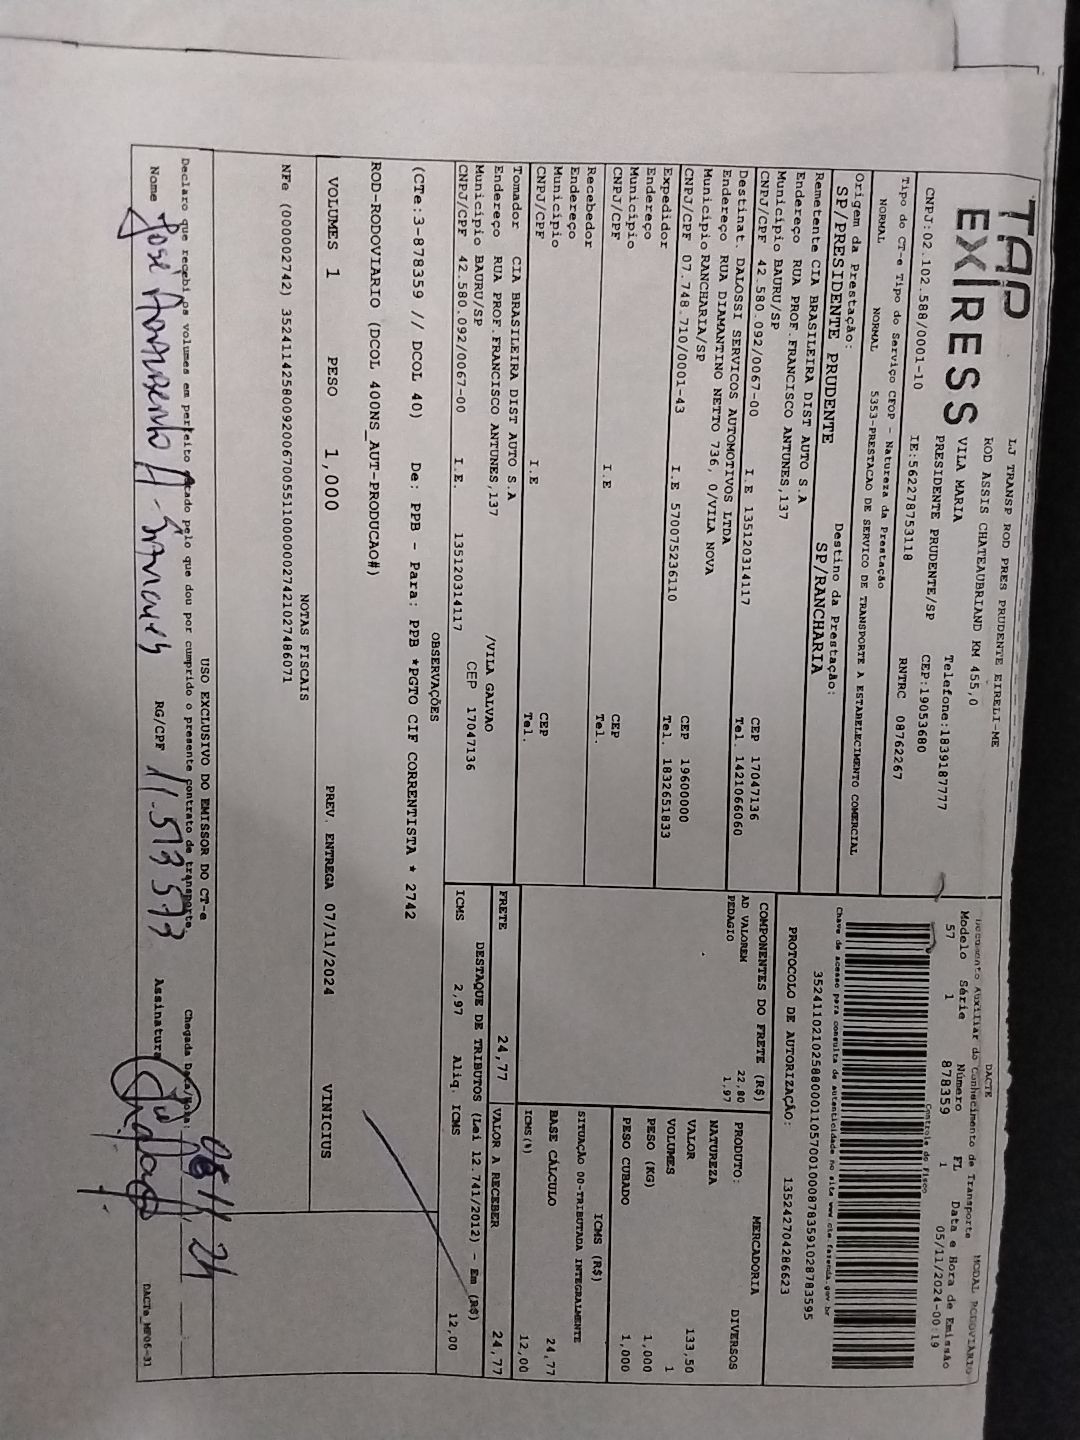 TAP
EXPRESS
LJ TRANSP ROD PRES PRUDENTE EIRELI-ME
ROD ASSIS CHATEAUBRIAND KM 455,0
VILA MARIA
Telefone:1839187777
PRESIDENTE PRUDENTE/SP
CEP:19053680
CNPJ:02.102.588/0001-10
IE:562278753118
RNTRC 08762267
DACTE
Documento Auxiliar do Conhecimento de Transporte
MODAL RODOVIÁRIO
Modelo Série Número FL Data e Hora de Emissão
57 1 878359 1 05/11/2024-00:19
Controle do Fisco
Chave de acesso para consulta de autenticidade no site www.cte.fazenda.gov.br
35241102102588000110570010008783591028783595
PROTOCOLO DE AUTORIZAÇÃO: 135242704286623
Tipo do CT-e Tipo do Serviço CFOP - Natureza da Prestação
NORMAL NORMAL 5353-PRESTACAO DE SERVICO DE TRANSPORTE A ESTABELECIMENTO COMERCIAL
Origem da Prestação: Destino da Prestação:
SP/PRESIDENTE PRUDENTE SP/RANCHARIA
Remetente CIA BRASILEIRA DIST AUTO S.A
Endereço RUA PROF.FRANCISCO ANTUNES,137
Município BAURU/SP CEP 17047136
CNPJ/CPF 42.580.092/0067-00 I.E 135120314117 Tel. 1421066060
Destinat. DALOSSI SERVICOS AUTOMOTIVOS LTDA
Endereço RUA DIAMANTINO NETTO 736, 0/VILA NOVA
Município RANCHARIA/SP CEP 19600000
CNPJ/CPF 07.748.710/0001-43 I.E 570075236110 Tel. 1832651833
Expedidor
Endereço
Município CEP
CNPJ/CPF I.E Tel.
Recebedor
Endereço
Município CEP
CNPJ/CPF I.E Tel.
Tomador CIA BRASILEIRA DIST AUTO S.A
Endereço RUA PROF.FRANCISCO ANTUNES,137 /VILA GALVAO
Município BAURU/SP CEP 17047136
CNPJ/CPF 42.580.092/0067-00 I.E. 135120314117
COMPONENTES DO FRETE (R$)
AD VALOREM 22,80
PEDAGIO 1,97
PRODUTO: MERCADORIA
NATUREZA DIVERSOS
VALOR 133,50
VOLUMES 1
PESO (KG) 1,000
PESO CUBADO 1,000
ICMS (R$)
SITUAÇÃO 00-TRIBUTADA INTEGRALMENTE
BASE CÁLCULO 24,77
ICMS(%) 12,00
FRETE 24,77 VALOR A RECEBER 24,77
DESTAQUE DE TRIBUTOS (Lei 12.741/2012) - Em (R$)
ICMS 2,97 Aliq. ICMS 12,00
OBSERVAÇÕES
(CTe:3-878359 // DCOL 40) De: PPB - Para: PPB *PGTO CIF CORRENTISTA * 2742
ROD-RODOVIARIO (DCOL 400NS_AUT-PRODUCAO#)
VOLUMES 1 PESO 1,000 PREV. ENTREGA 07/11/2024 VINICIUS
NOTAS FISCAIS
NFe (000002742) 35241142580092006700551100000027421027486071
USO EXCLUSIVO DO EMISSOR DO CT-e
Declaro que recebi os volumes em perfeito estado pelo que dou por cumprido o presente contrato de transporte. Chegada Data/Hora: 05/11/24
Nome José RG/CPF 11.513573 Assinatura
DACTe_MP06-31